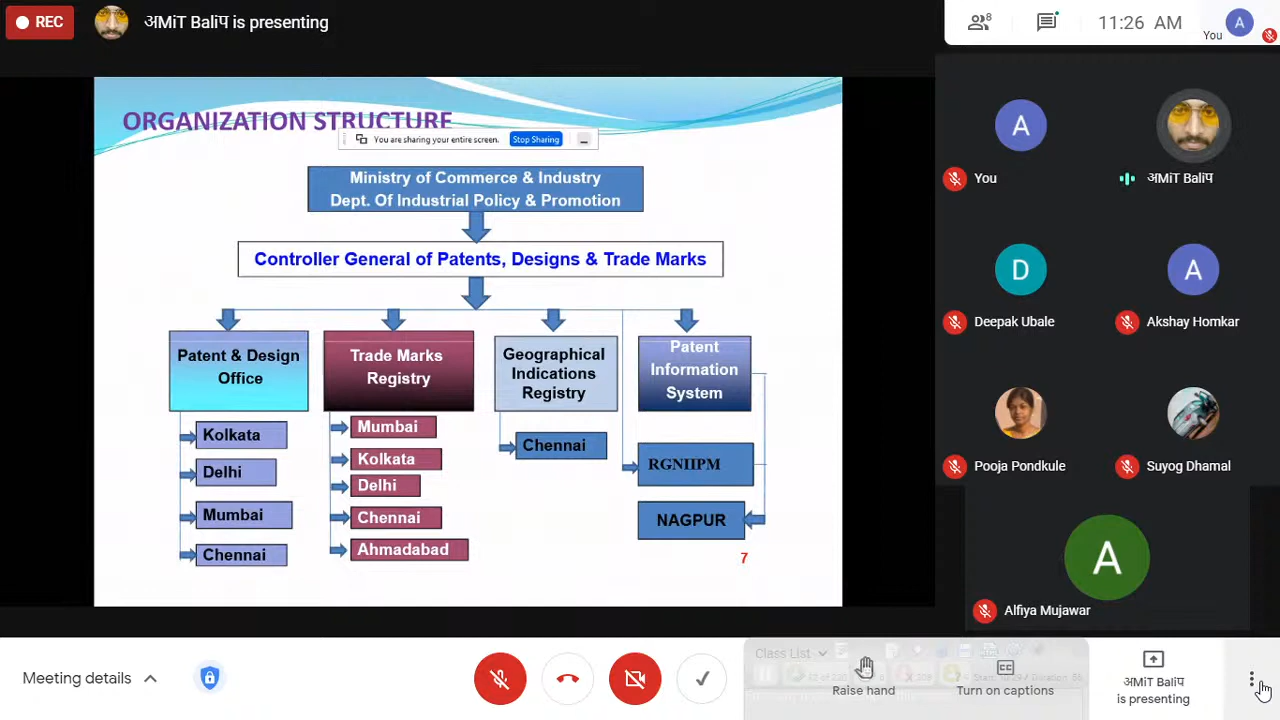 REC
अMiT Baliप is presenting
8
11:26 AM
A
You
ORGANIZATION STRUCTURE
You are sharing your entire screen.
Stop Sharing
Ministry of Commerce & Industry
Dept. Of Industrial Policy & Promotion
Controller General of Patents, Designs & Trade Marks
Patent & Design
Office
Trade Marks
Registry
Geographical
Indications
Registry
Patent
Information
System
Kolkata
Delhi
Mumbai
Chennai
Mumbai
Kolkata
Delhi
Chennai
Ahmadabad
Chennai
RGNIIPM
NAGPUR
7
A
You
अMiT Baliप
D
Deepak Ubale
A
Akshay Homkar
Pooja Pondkule
Suyog Dhamal
A
Alfiya Mujawar
Meeting details
Class List
Raise hand
Turn on captions
अMiT Baliप
is presenting